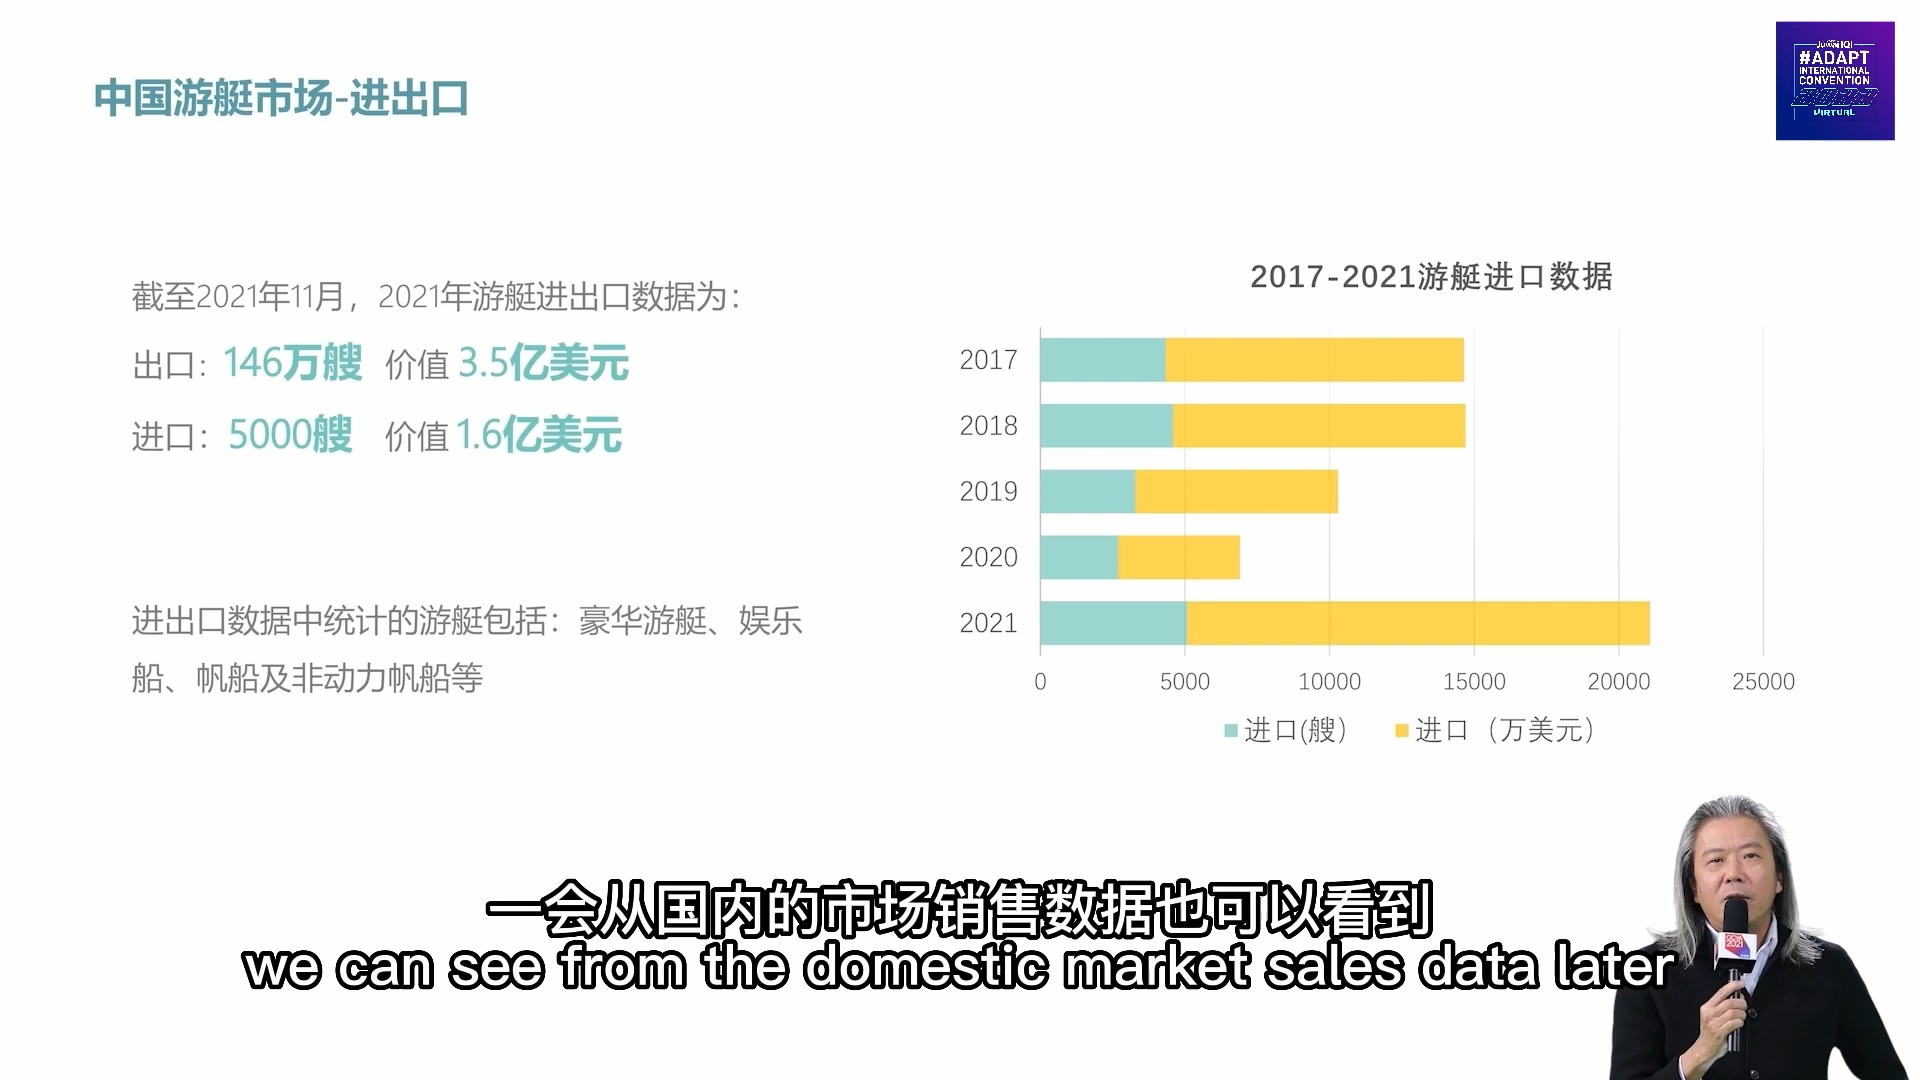 中国游艇市场-进出口
#ADAPT
INTERNATIONAL
CONVENTION
VIRTUAL
截至2021年11月，2021年游艇进出口数据为：
出口：146万艘 价值 3.5亿美元
进口：5000艘 价值 1.6亿美元
进出口数据中统计的游艇包括：豪华游艇、娱乐
船、帆船及非动力帆船等
2017-2021游艇进口数据
2017
2018
2019
2020
2021
0 5000 10000 15000 20000 25000
进口(艘） 进口（万美元）
一会从国内的市场销售数据也可以看到
we can see from the domestic market sales data later
2021